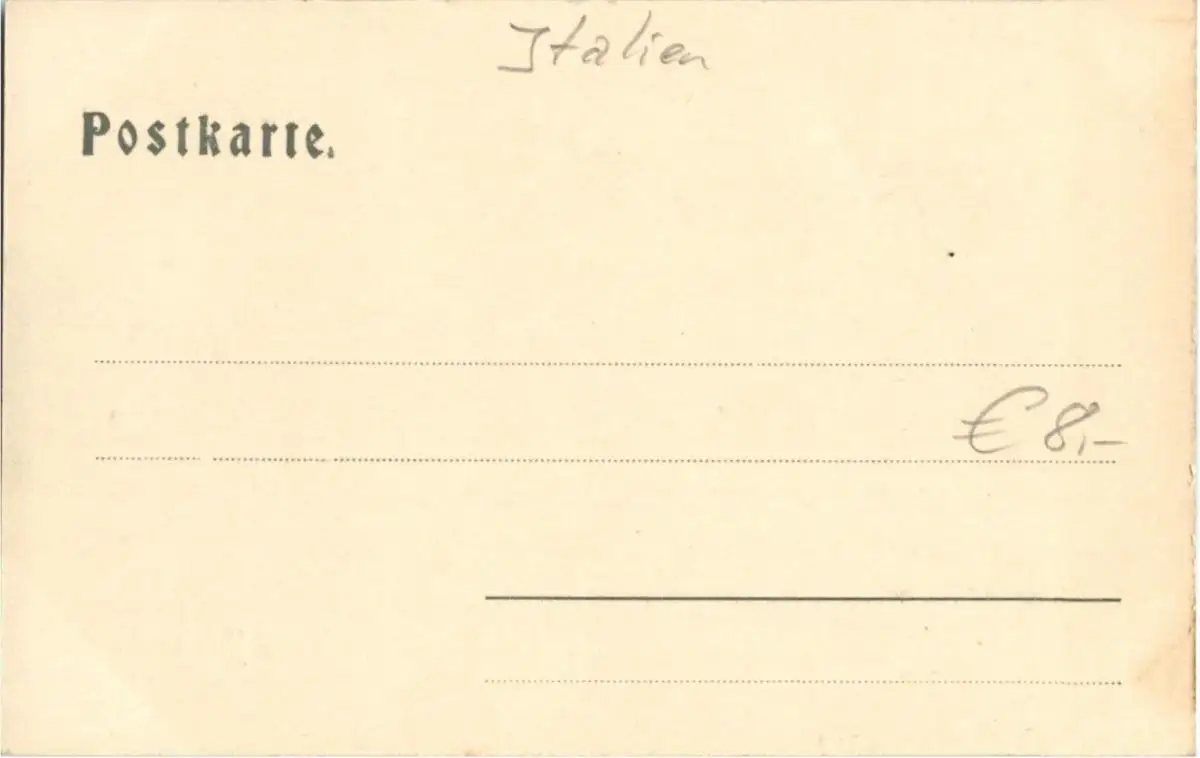 Italien
Postkarte.
€ 8,-